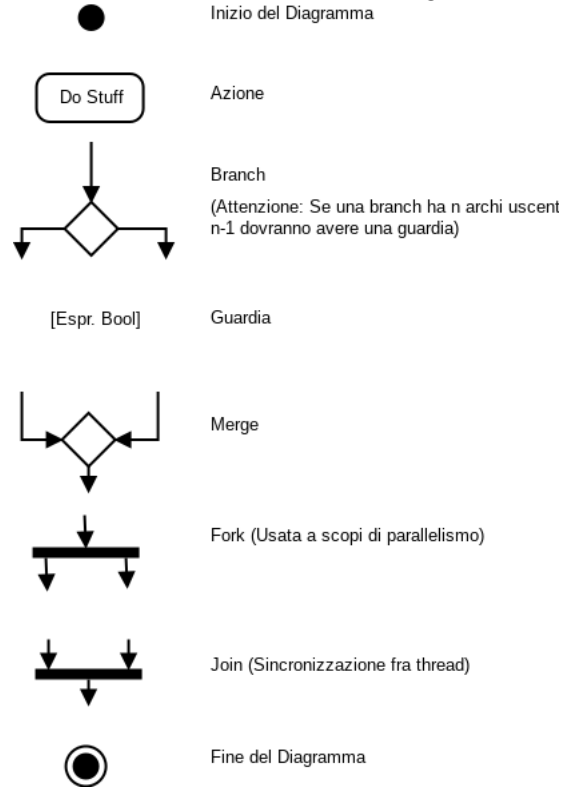 Inizio del Diagramma
Do Stuff
Azione
Branch
(Attenzione: Se una branch ha n archi uscent
n-1 dovranno avere una guardia)
[Espr. Bool]
Guardia
Merge
Fork (Usata a scopi di parallelismo)
Join (Sincronizzazione fra thread)
Fine del Diagramma